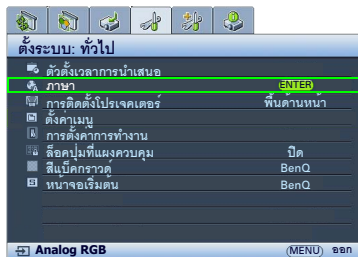 ตั้งระบบ: ทั่วไป
ตัวตั้งเวลาการนำเสนอ
ภาษา ENTER
การติดตั้งโปรเจคเตอร์ พื้นด้านหน้า
ตั้งค่าเมนู
การตั้งค่าการทำงาน
ล็อคปุ่มที่แผงควบคุม ปิด
สีแบ็คกราวด์ BenQ
หน้าจอเริ่มต้น BenQ
Analog RGB MENU ออก